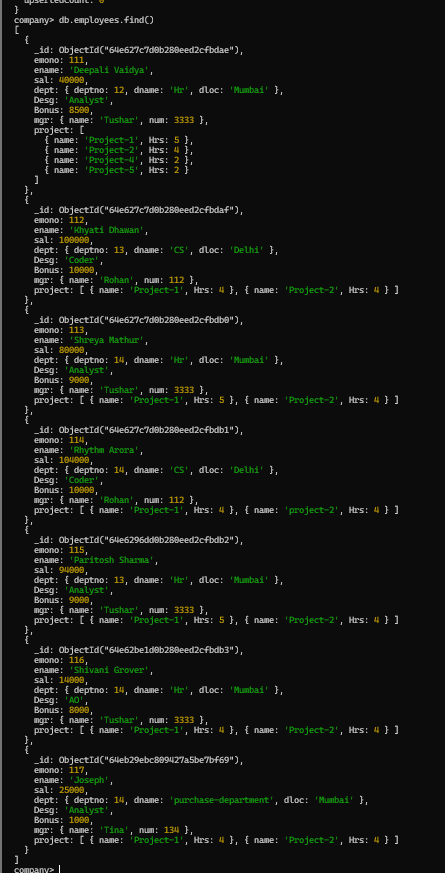 upsertedCount: 0
}
company> db.employees.find()
[
  {
    _id: ObjectId("64e627c7d0b280eed2cfbdae"),
    emono: 111,
    ename: 'Deepali Vaidya',
    sal: 40000,
    dept: { deptno: 12, dname: 'Hr', dloc: 'Mumbai' },
    Desg: 'Analyst',
    Bonus: 8500,
    mgr: { name: 'Tushar', num: 3333 },
    project: [
      { name: 'Project-1', Hrs: 5 },
      { name: 'Project-2', Hrs: 4 },
      { name: 'Project-4', Hrs: 2 },
      { name: 'Project-5', Hrs: 2 }
    ]
  },
  {
    _id: ObjectId("64e627c7d0b280eed2cfbdaf"),
    emono: 112,
    ename: 'Khyati Dhawan',
    sal: 100000,
    dept: { deptno: 13, dname: 'CS', dloc: 'Delhi' },
    Desg: 'Coder',
    Bonus: 10000,
    mgr: { name: 'Rohan', num: 112 },
    project: [ { name: 'Project-1', Hrs: 4 }, { name: 'Project-2', Hrs: 4 } ]
  },
  {
    _id: ObjectId("64e627c7d0b280eed2cfbdb0"),
    emono: 113,
    ename: 'Shreya Mathur',
    sal: 80000,
    dept: { deptno: 14, dname: 'Hr', dloc: 'Mumbai' },
    Desg: 'Analyst',
    Bonus: 9000,
    mgr: { name: 'Tushar', num: 3333 },
    project: [ { name: 'Project-1', Hrs: 5 }, { name: 'Project-2', Hrs: 4 } ]
  },
  {
    _id: ObjectId("64e627c7d0b280eed2cfbdb1"),
    emono: 114,
    ename: 'Rhythm Arora',
    sal: 104000,
    dept: { deptno: 14, dname: 'CS', dloc: 'Delhi' },
    Desg: 'Coder',
    Bonus: 10000,
    mgr: { name: 'Rohan', num: 112 },
    project: [ { name: 'Project-1', Hrs: 4 }, { name: 'project-2', Hrs: 4 } ]
  },
  {
    _id: ObjectId("64e6296dd0b280eed2cfbdb2"),
    emono: 115,
    ename: 'Paritosh Sharma',
    sal: 94000,
    dept: { deptno: 13, dname: 'Hr', dloc: 'Mumbai' },
    Desg: 'Analyst',
    Bonus: 9000,
    mgr: { name: 'Tushar', num: 3333 },
    project: [ { name: 'Project-1', Hrs: 5 }, { name: 'Project-2', Hrs: 4 } ]
  },
  {
    _id: ObjectId("64e62be1d0b280eed2cfbdb3"),
    emono: 116,
    ename: 'Shivani Grover',
    sal: 14000,
    dept: { deptno: 14, dname: 'Hr', dloc: 'Mumbai' },
    Desg: 'AO',
    Bonus: 8000,
    mgr: { name: 'Tushar', num: 3333 },
    project: [ { name: 'Project-1', Hrs: 4 }, { name: 'Project-2', Hrs: 4 } ]
  },
  {
    _id: ObjectId("64eb29ebc809427a5be7bf69"),
    emono: 117,
    ename: 'Joseph',
    sal: 25000,
    dept: { deptno: 14, dname: 'purchase-department', dloc: 'Mumbai' },
    Desg: 'Analyst',
    Bonus: 1000,
    mgr: { name: 'Tina', num: 134 },
    project: [ { name: 'Project-1', Hrs: 4 }, { name: 'Project-2', Hrs: 4 } ]
  }
]
company>